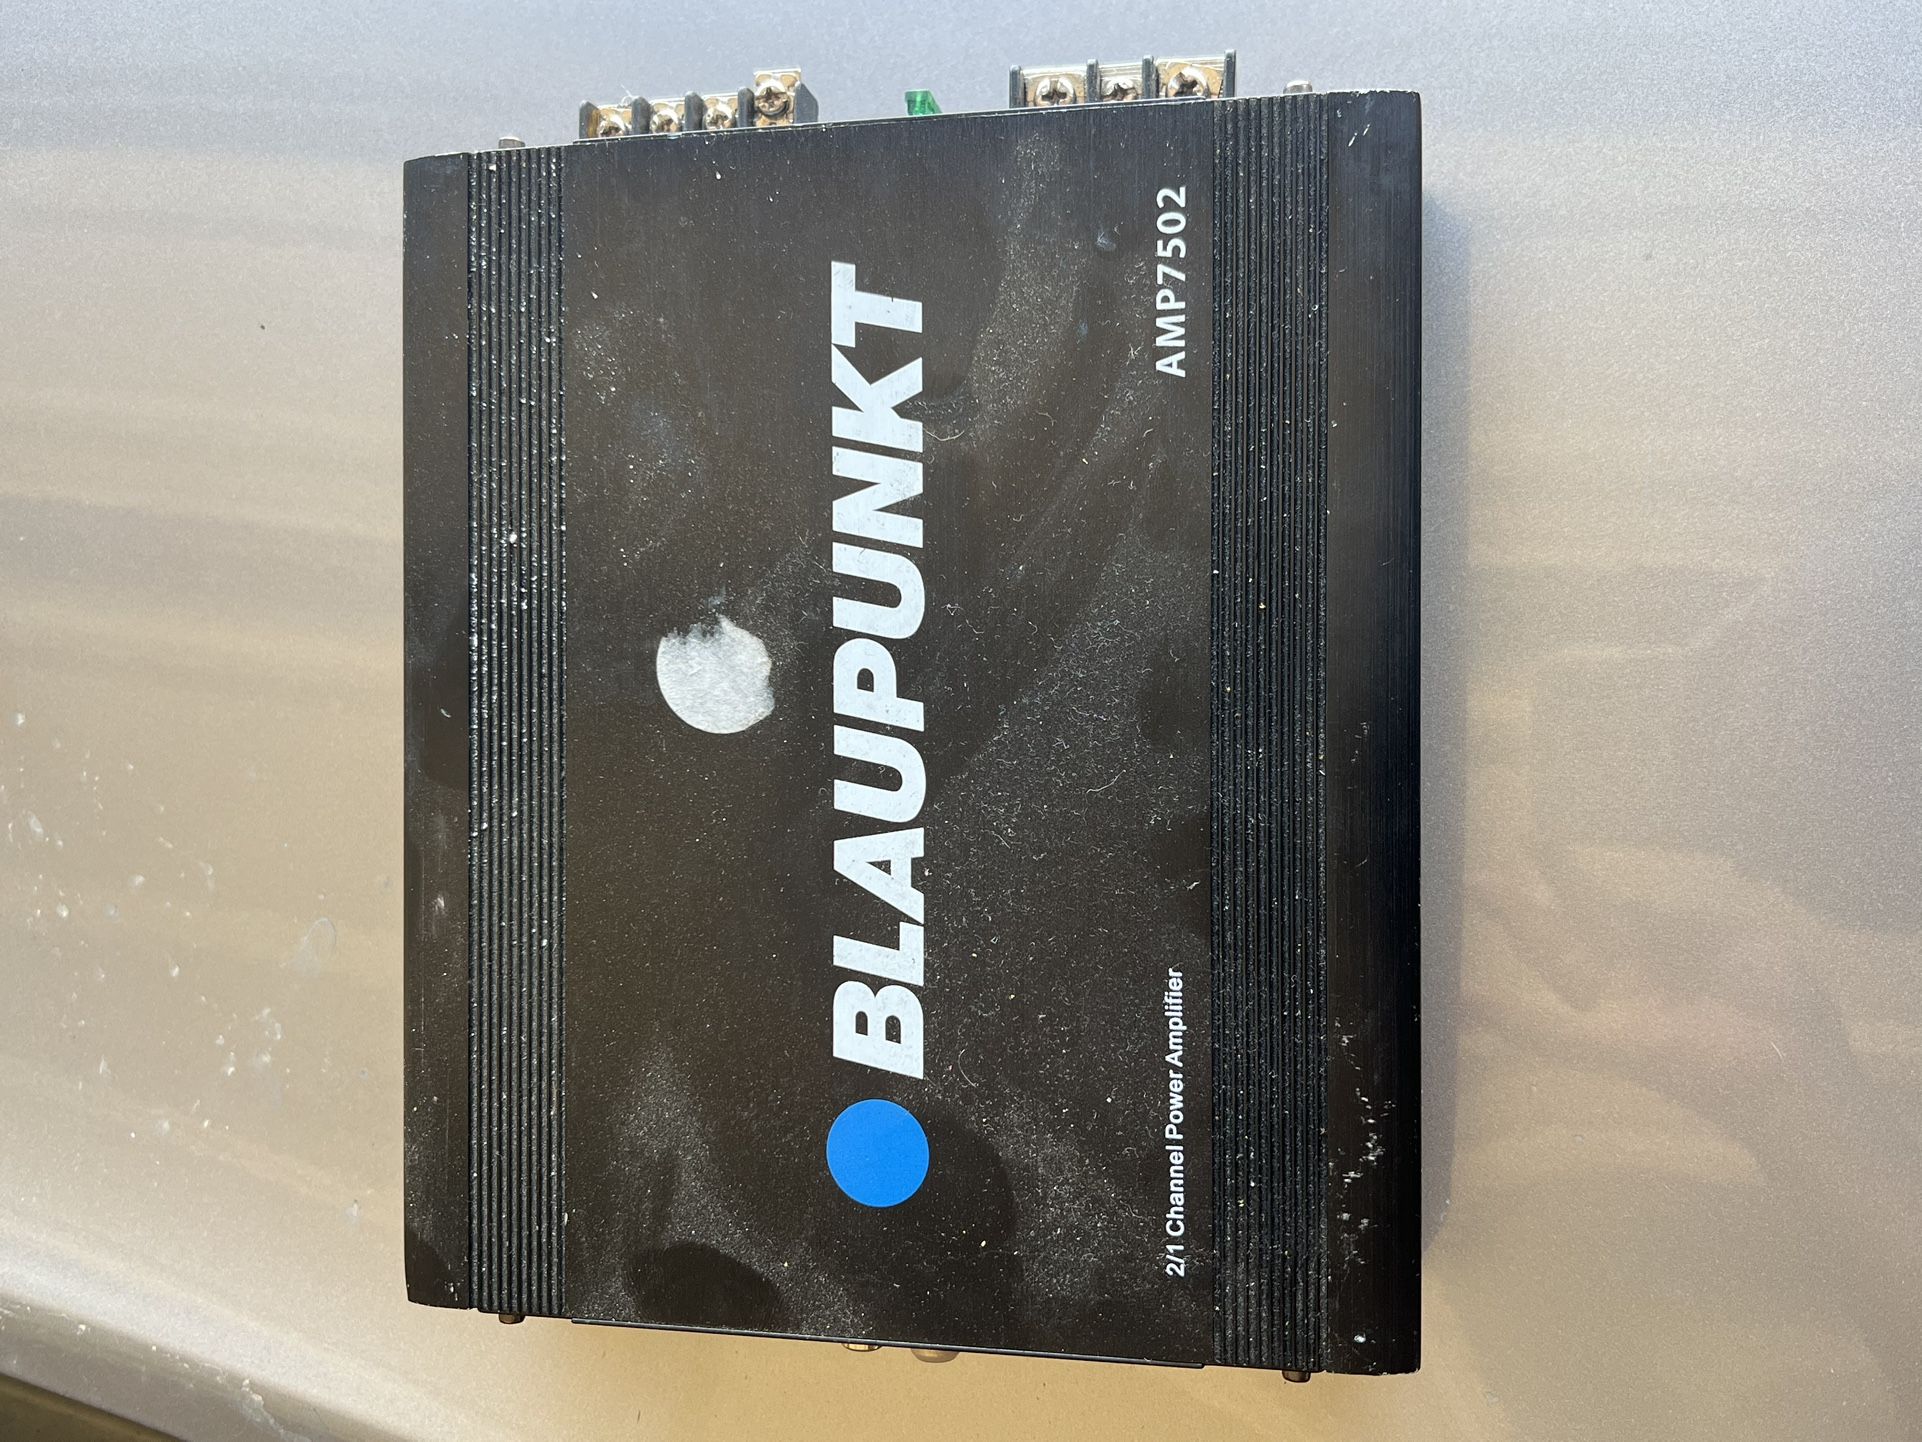 BLAUPUNKT
2/1 Channel Power Amplifier
AMP7502